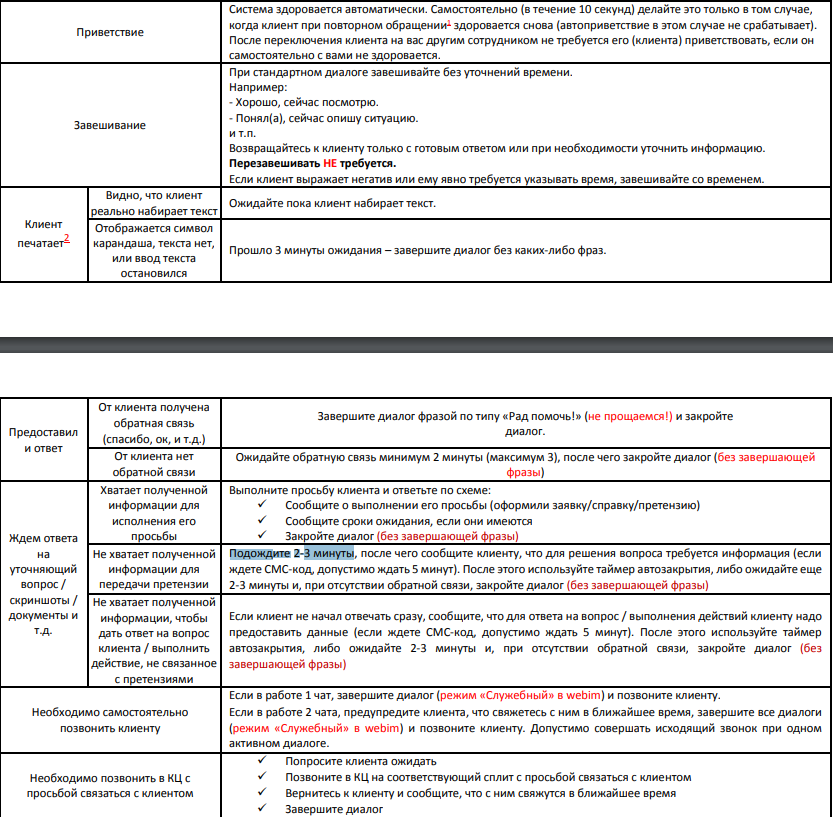 Приветствие
Система здоровается автоматически. Самостоятельно (в течение 10 секунд) делайте это только в том случае,
когда клиент при повторном обращении1 здоровается снова (автоприветствие в этом случае не срабатывает).
После переключения клиента на вас другим сотрудником не требуется его (клиента) приветствовать, если он
самостоятельно с вами не здоровается.
Завешивание
При стандартном диалоге завешивайте без уточнений времени.
Например:
- Хорошо, сейчас посмотрю.
- Понял(а), сейчас опишу ситуацию.
и т.п.
Возвращайтесь к клиенту только с готовым ответом или при необходимости уточнить информацию.
Перезавешивать НЕ требуется.
Если клиент выражает негатив или ему явно требуется указывать время, завешивайте со временем.
Клиент
печатает2
Видно, что клиент
реально набирает текст
Ожидайте пока клиент набирает текст.
Отображается символ
карандаша, текста нет,
или ввод текста
остановился
Прошло 3 минуты ожидания – завершите диалог без каких-либо фраз.
Предоставил
и ответ
От клиента получена
обратная связь
(спасибо, ок, и т.д.)
Завершите диалог фразой по типу «Рад помочь!» (не прощаемся!) и закройте
диалог.
От клиента нет
обратной связи
Ожидайте обратную связь минимум 2 минуты (максимум 3), после чего закройте диалог (без завершающей
фразы)
Ждем ответа
на
уточняющий
вопрос /
скриншоты /
документы и
т.д.
Хватает полученной
информации для
исполнения его
просьбы
Выполните просьбу клиента и ответьте по схеме:
✓ Сообщите о выполнении его просьбы (оформили заявку/справку/претензию)
✓ Сообщите сроки ожидания, если они имеются
✓ Закройте диалог (без завершающей фразы)
Не хватает полученной
информации для
передачи претензии
Подождите 2-3 минуты, после чего сообщите клиенту, что для решения вопроса требуется информация (если
ждете СМС-код, допустимо ждать 5 минут). После этого используйте таймер автозакрытия, либо ожидайте еще
2-3 минуты и, при отсутствии обратной связи, закройте диалог (без завершающей фразы)
Не хватает полученной
информации, чтобы
дать ответ на вопрос
клиента / выполнить
действие, не связанное
с претензиями
Если клиент не начал отвечать сразу, сообщите, что для ответа на вопрос / выполнения действий клиенту надо
предоставить данные (если ждете СМС-код, допустимо ждать 5 минут). После этого используйте таймер
автозакрытия, либо ожидайте 2-3 минуты и, при отсутствии обратной связи, закройте диалог (без
завершающей фразы)
Необходимо самостоятельно
позвонить клиенту
Если в работе 1 чат, завершите диалог (режим «Служебный» в webim) и позвоните клиенту.
Если в работе 2 чата, предупредите клиента, что свяжетесь с ним в ближайшее время, завершите все диалоги
(режим «Служебный» в webim) и позвоните клиенту. Допустимо совершать исходящий звонок при одном
активном диалоге.
Необходимо позвонить в КЦ с
просьбой связаться с клиентом
✓ Попросите клиента ожидать
✓ Позвоните в КЦ на соответствующий сплит с просьбой связаться с клиентом
✓ Вернитесь к клиенту и сообщите, что с ним свяжутся в ближайшее время
✓ Завершите диалог